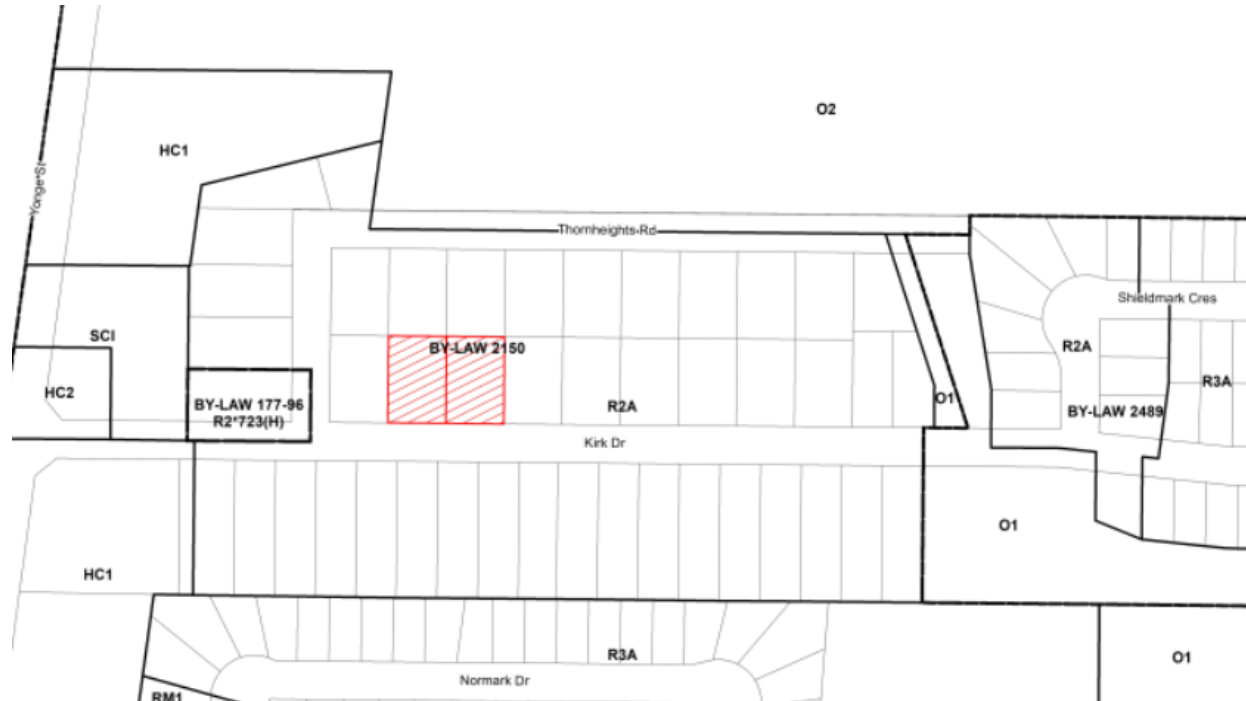 O2
HC1
Yonge St
Thornheights Rd
Shieldmark Cres
SCI
BY-LAW 2150
R2A
HC2
R3A
BY-LAW 177-96
R2*723(H)
R2A
O1
BY-LAW 2489
Kirk Dr
O1
HC1
R3A
O1
Normark Dr
RM1